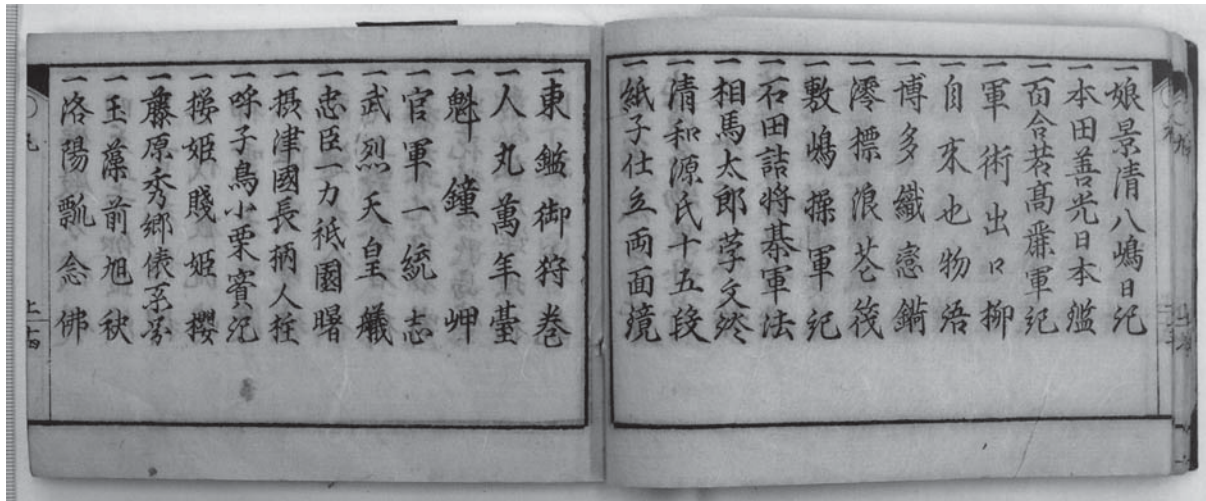 一娘景清八嶋日記
一本田善光日本鑑
一百合若高麗軍記
一軍術出口柳
一自来也物語
一博多織戀鋦
一澪標浪花筏
一敷嶋操軍記
一石田詰将棊軍法
一相馬太郎莩文談
一清和源氏十五段
一紙子仕立両面鏡
一東鑑御狩巻
一人丸萬年臺
一魁鐘岬
一官軍一統志
一武烈天皇艤
一忠臣一力祇園曙
一摂津國長柄人柱
一呼子鳥小栗實記
一姫賤姫櫻
一藤原秀郷俵系図
一玉藻前旭袂
一洛陽瓢念佛